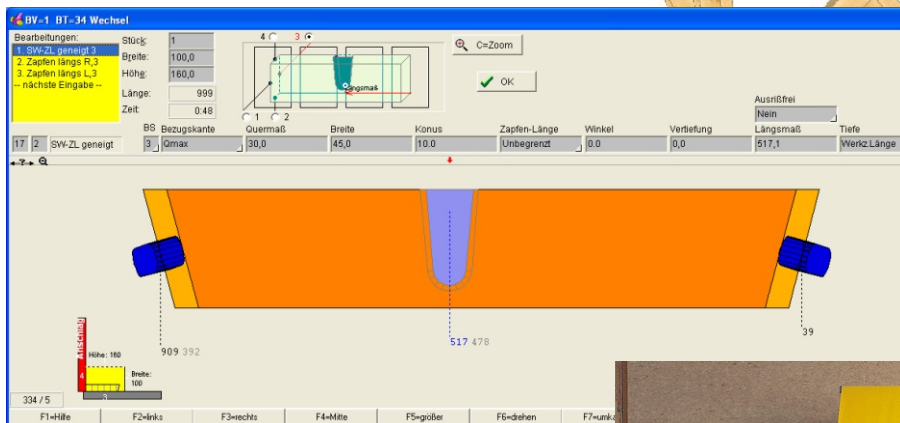 BV=1 BT=34 Wechsel
Bearbeitungen:
1. SW-ZL geneigt 3
2. Zapfen längs R,3
3. Zapfen längs L,3
-- nächste Eingabe --
Stück: 1
Breite: 100,0
Höhe: 160,0
Länge: 999
Zeit: 0:48
4 3
Längsmaß
1 2
C=Zoom
OK
Ausrißfrei
Nein
BS Bezugskante Quermaß Breite Konus Zapfen-Länge Winkel Vertiefung Längsmaß Tiefe
17 2 SW-ZL geneigt 3 Qmax 30,0 45,0 10.0 Unbegrenzt 0.0 0,0 517,1 Werkz.Länge
?
517 478
39
909 392
Anschlag
4
Höhe: 160
Breite:
100
3
334 / 5
F1=Hilfe F2=links F3=rechts F4=Mitte F5=größer F6=drehen